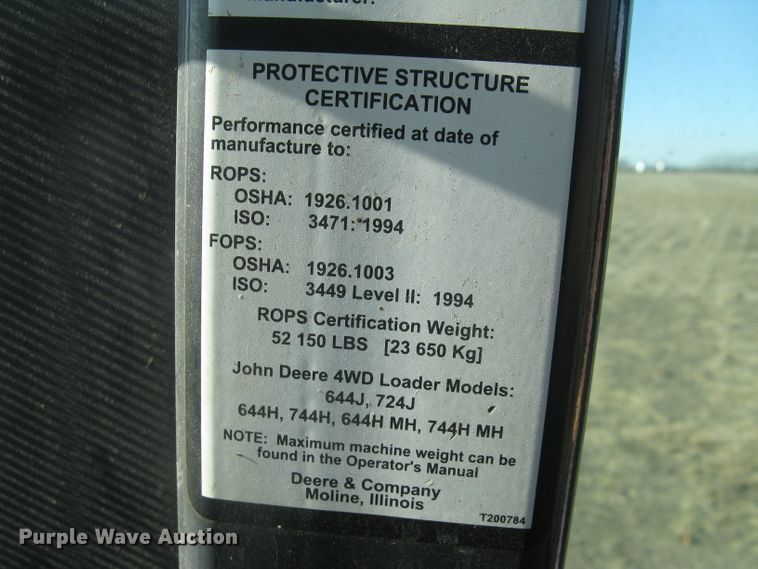 manufacturer.
PROTECTIVE STRUCTURE
CERTIFICATION
Performance certified at date of
manufacture to:
ROPS:
OSHA: 1926.1001
ISO: 3471: 1994
FOPS:
OSHA: 1926.1003
ISO: 3449 Level II: 1994
ROPS Certification Weight:
52 150 LBS [23 650 Kg]
John Deere 4WD Loader Models:
644J, 724J
644H, 744H, 644H MH, 744H MH
NOTE: Maximum machine weight can be
found in the Operator's Manual
Deere & Company
Moline, Illinois
T200784
Purple Wave Auction